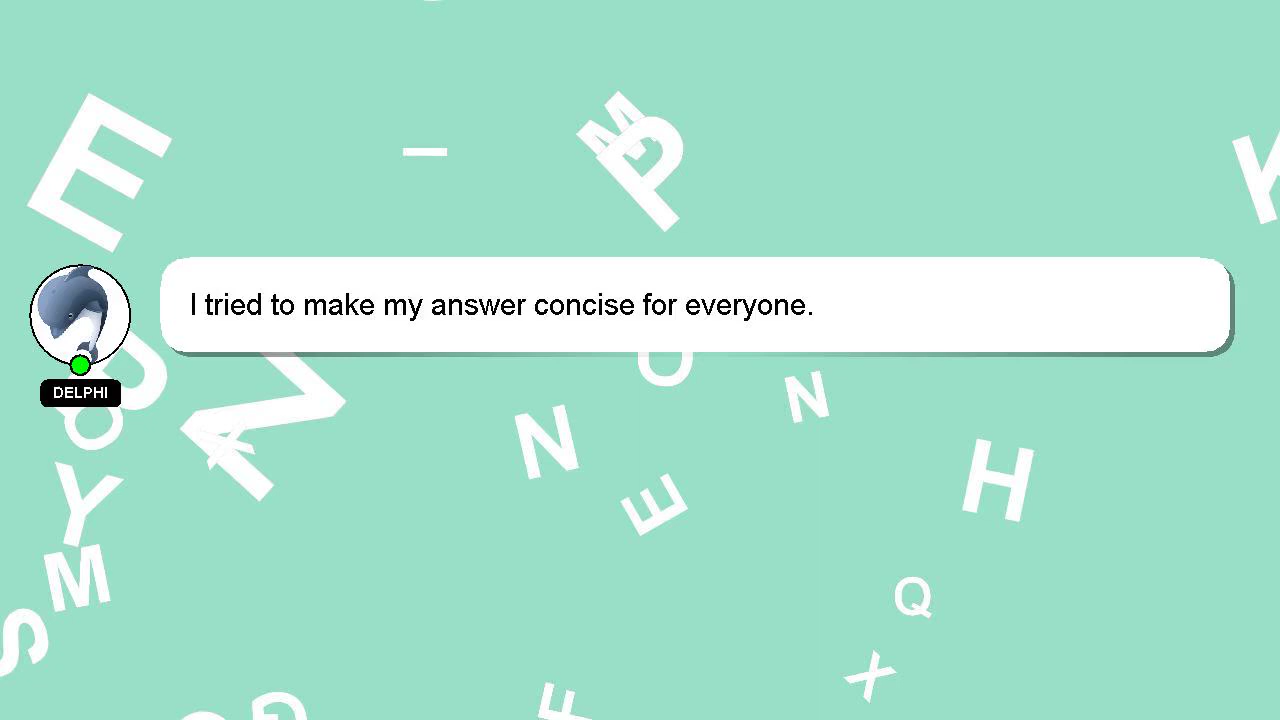 I tried to make my answer concise for everyone.
DELPHI
E
I
M
P
K
O
N
N
N
H
E
Y
M
S
Q
X
F
G